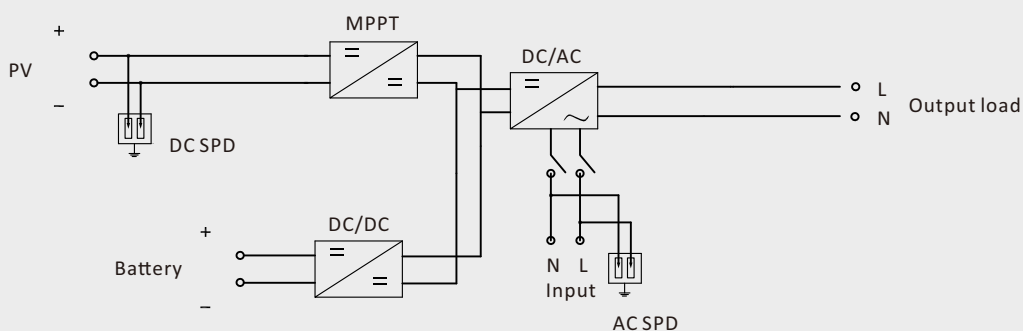 MPPT
+
DC/AC
PV
L
Output load
N
−
DC SPD
DC/DC
+
Battery
N L
Input
−
AC SPD